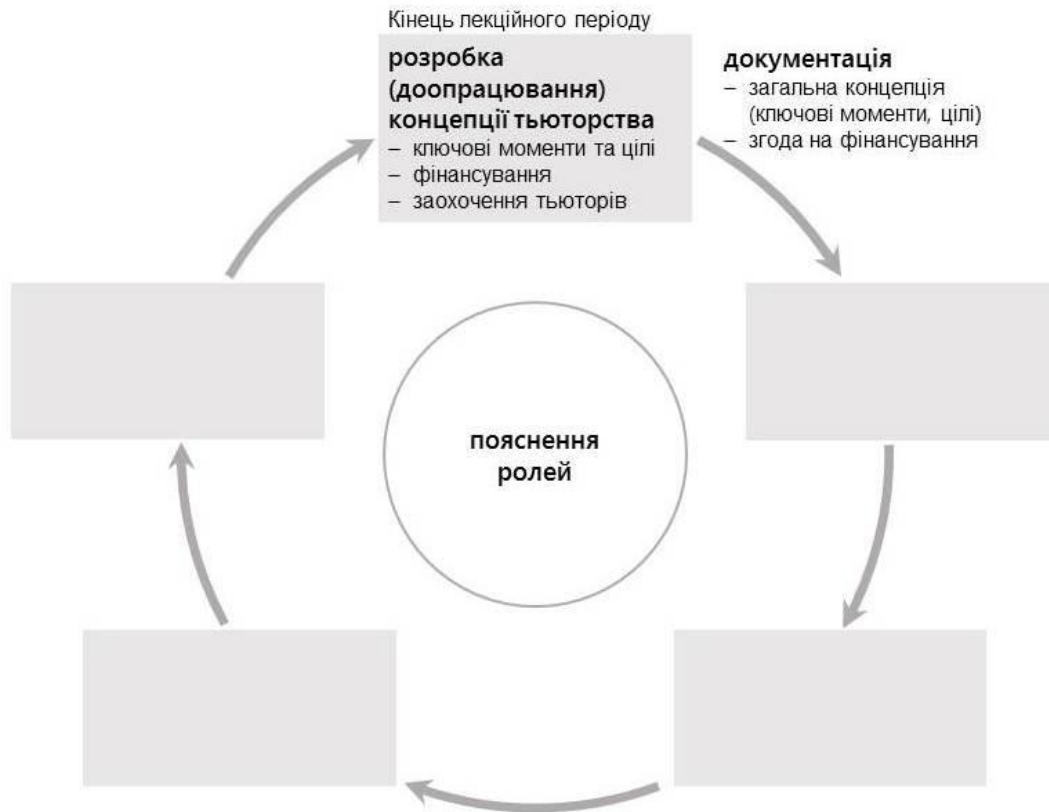 Кінець лекційного періоду
розробка
(доопрацювання)
концепції тьюторства
– ключові моменти та цілі
– фінансування
– заохочення тьюторів
документація
– загальна концепція
(ключові моменти, цілі)
– згода на фінансування
пояснення
ролей